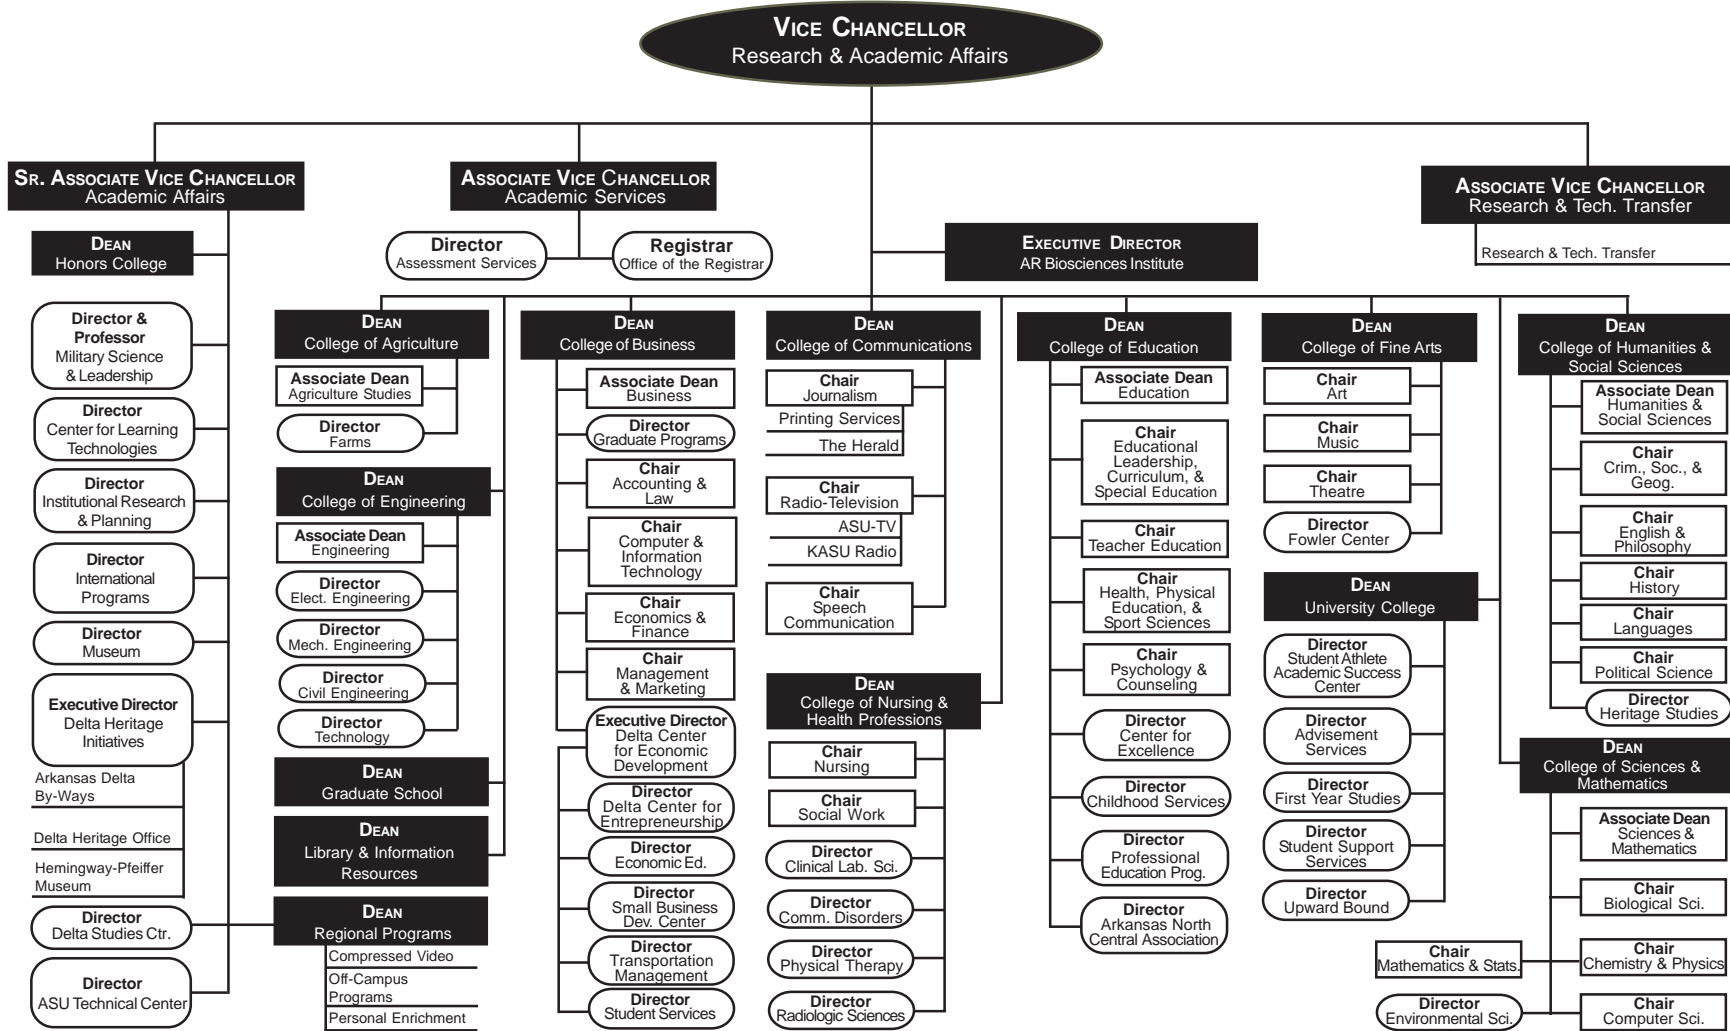 VICE CHANCELLOR
Research & Academic Affairs
SR. ASSOCIATE VICE CHANCELLOR
Academic Affairs
DEAN
Honors College
Director &
Professor
Military Science
& Leadership
Director
Center for Learning
Technologies
Director
Institutional Research
& Planning
Director
International
Programs
Director
Museum
Executive Director
Delta Heritage
Initiatives
Arkansas Delta
By-Ways
Delta Heritage Office
Hemingway-Pfeiffer
Museum
Director
Delta Studies Ctr.
Director
ASU Technical Center
DEAN
Regional Programs
Compressed Video
Off-Campus
Programs
Personal Enrichment
ASSOCIATE VICE CHANCELLOR
Academic Services
Director
Assessment Services
Registrar
Office of the Registrar
EXECUTIVE DIRECTOR
AR Biosciences Institute
ASSOCIATE VICE CHANCELLOR
Research & Tech. Transfer
Research & Tech. Transfer
DEAN
College of Agriculture
Associate Dean
Agriculture Studies
Director
Farms
DEAN
College of Engineering
Associate Dean
Engineering
Director
Elect. Engineering
Director
Mech. Engineering
Director
Civil Engineering
Director
Technology
DEAN
Graduate School
DEAN
Library & Information
Resources
DEAN
College of Business
Associate Dean
Business
Director
Graduate Programs
Chair
Accounting &
Law
Chair
Computer &
Information
Technology
Chair
Economics &
Finance
Chair
Management
& Marketing
Executive Director
Delta Center
for Economic
Development
Director
Delta Center for
Entrepreneurship
Director
Economic Ed.
Director
Small Business
Dev. Center
Director
Transportation
Management
Director
Student Services
DEAN
College of Communications
Chair
Journalism
Printing Services
The Herald
Chair
Radio-Television
ASU-TV
KASU Radio
Chair
Speech
Communication
DEAN
College of Nursing &
Health Professions
Chair
Nursing
Chair
Social Work
Director
Clinical Lab. Sci.
Director
Comm. Disorders
Director
Physical Therapy
Director
Radiologic Sciences
DEAN
College of Education
Associate Dean
Education
Chair
Educational
Leadership,
Curriculum, &
Special Education
Chair
Teacher Education
Chair
Health, Physical
Education, &
Sport Sciences
Chair
Psychology &
Counseling
Director
Center for
Excellence
Director
Childhood Services
Director
Professional
Education Prog.
Director
Arkansas North
Central Association
DEAN
College of Fine Arts
Chair
Art
Chair
Music
Chair
Theatre
Director
Fowler Center
DEAN
University College
Director
Student Athlete
Academic Success
Center
Director
Advisement
Services
Director
First Year Studies
Director
Student Support
Services
Director
Upward Bound
DEAN
College of Humanities &
Social Sciences
Associate Dean
Humanities &
Social Sciences
Chair
Crim., Soc., &
Geog.
Chair
English &
Philosophy
Chair
History
Chair
Languages
Chair
Political Science
Director
Heritage Studies
DEAN
College of Sciences &
Mathematics
Associate Dean
Sciences &
Mathematics
Chair
Biological Sci.
Chair
Mathematics & Stats.
Chair
Chemistry & Physics
Director
Environmental Sci.
Chair
Computer Sci.